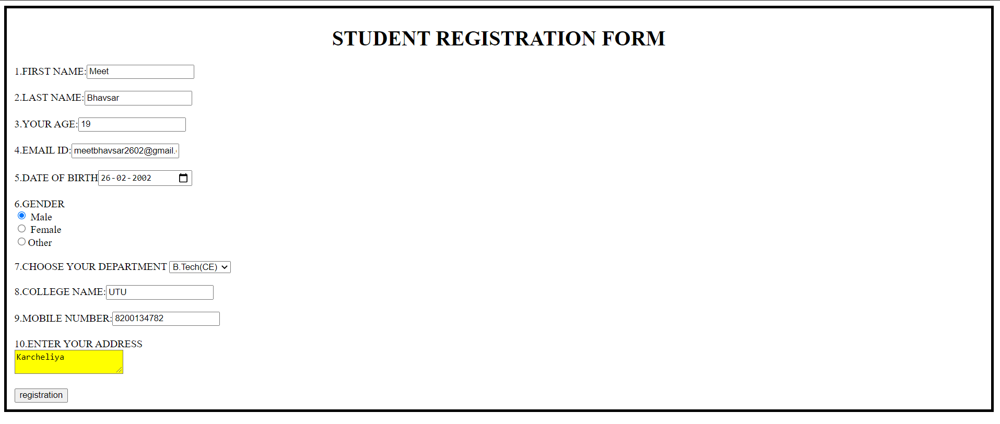 STUDENT REGISTRATION FORM
1.FIRST NAME: Meet
2.LAST NAME: Bhavsar
3.YOUR AGE: 19
4.EMAIL ID: meetbhavsar2602@gmail.
5.DATE OF BIRTH 26-02-2002
6.GENDER
Male
Female
Other
7.CHOOSE YOUR DEPARTMENT B.Tech(CE)
8.COLLEGE NAME: UTU
9.MOBILE NUMBER: 8200134782
10.ENTER YOUR ADDRESS
Karcheliya
registration